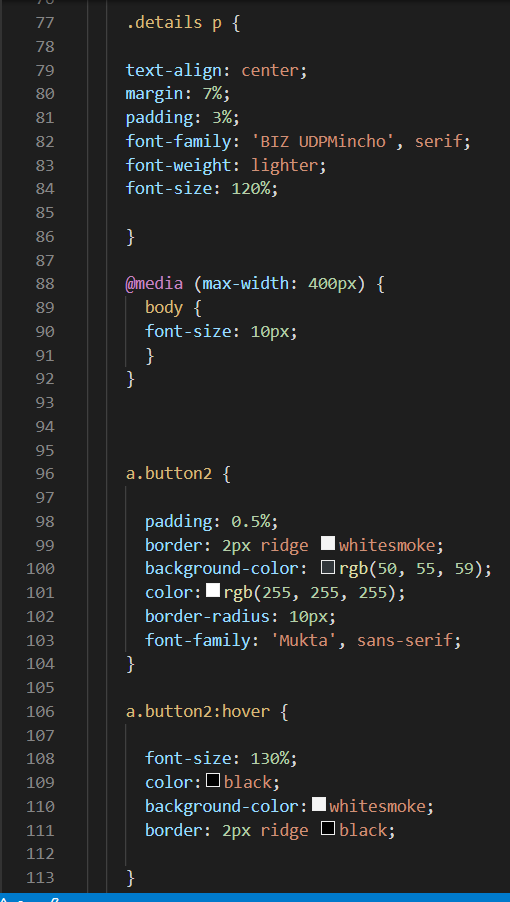 77 .details p {
78
79 text-align: center;
80 margin: 7%;
81 padding: 3%;
82 font-family: 'BIZ UDPMincho', serif;
83 font-weight: lighter;
84 font-size: 120%;
85
86 }
87
88 @media (max-width: 400px) {
89 body {
90 font-size: 10px;
91 }
92 }
93
94
95
96 a.button2 {
97
98 padding: 0.5%;
99 border: 2px ridge whitesmoke;
100 background-color: rgb(50, 55, 59);
101 color: rgb(255, 255, 255);
102 border-radius: 10px;
103 font-family: 'Mukta', sans-serif;
104 }
105
106 a.button2:hover {
107
108 font-size: 130%;
109 color: black;
110 background-color: whitesmoke;
111 border: 2px ridge black;
112
113 }